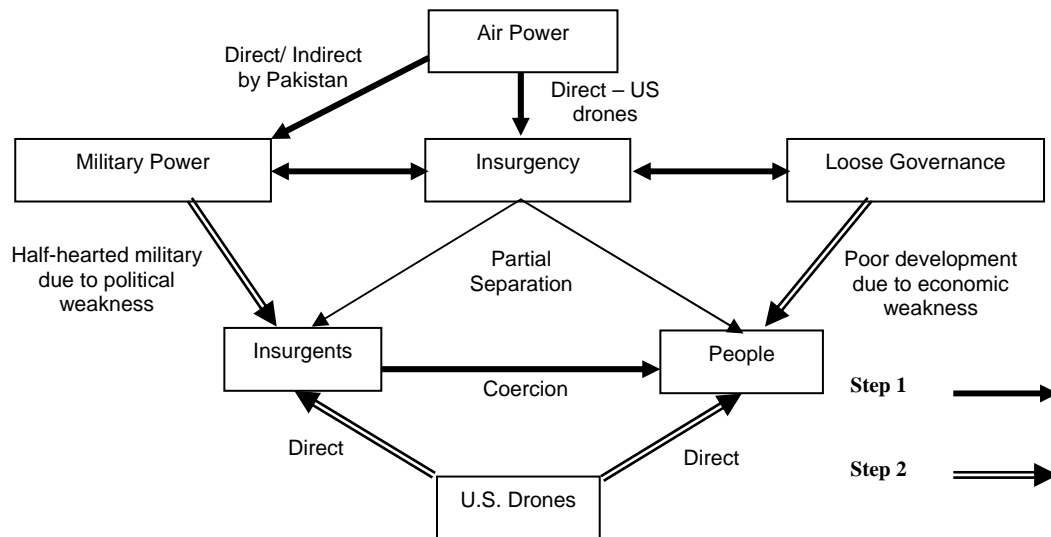 Air Power
Direct/ Indirect
by Pakistan
Direct – US
drones
Military Power
Insurgency
Loose Governance
Half-hearted military
due to political
weakness
Partial
Separation
Poor development
due to economic
weakness
Insurgents
People
Coercion
Step 1
Direct
Direct
Step 2
U.S. Drones